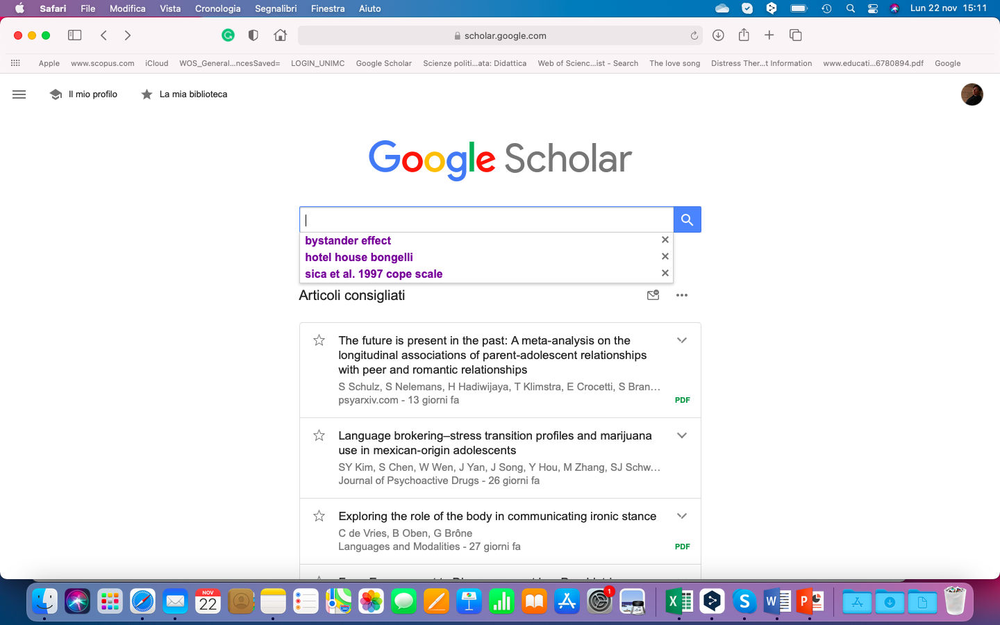 Safari File Modifica Vista Cronologia Segnalibri Finestra Aiuto Lun 22 nov 15:11
scholar.google.com
Apple www.scopus.com iCloud WOS_General...ncesSaved= LOGIN_UNIMC Google Scholar Scienze politi...ata: Didattica Web of Scienc...ist - Search The love song Distress Ther...t Information www.educati...6780894.pdf Google
Il mio profilo La mia biblioteca
Google Scholar
bystander effect
hotel house bongelli
sica et al. 1997 cope scale
Articoli consigliati
The future is present in the past: A meta-analysis on the
longitudinal associations of parent-adolescent relationships
with peer and romantic relationships
S Schulz, S Nelemans, H Hadiwijaya, T Klimstra, E Crocetti, S Bran...
psyarxiv.com - 13 giorni fa PDF
Language brokering–stress transition profiles and marijuana
use in mexican-origin adolescents
SY Kim, S Chen, W Wen, J Yan, J Song, Y Hou, M Zhang, SJ Schw...
Journal of Psychoactive Drugs - 26 giorni fa
Exploring the role of the body in communicating ironic stance
C de Vries, B Oben, G Brône
Languages and Modalities - 27 giorni fa PDF
NOV
22
1
X S W P